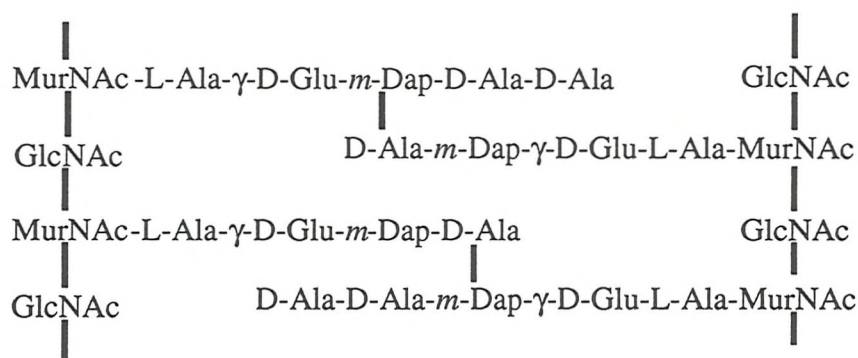 MurNAc-L-Ala-γ-D-Glu-m-Dap-D-Ala-D-Ala GlcNAc
GlcNAc D-Ala-m-Dap-γ-D-Glu-L-Ala-MurNAc
MurNAc-L-Ala-γ-D-Glu-m-Dap-D-Ala GlcNAc
GlcNAc D-Ala-D-Ala-m-Dap-γ-D-Glu-L-Ala-MurNAc